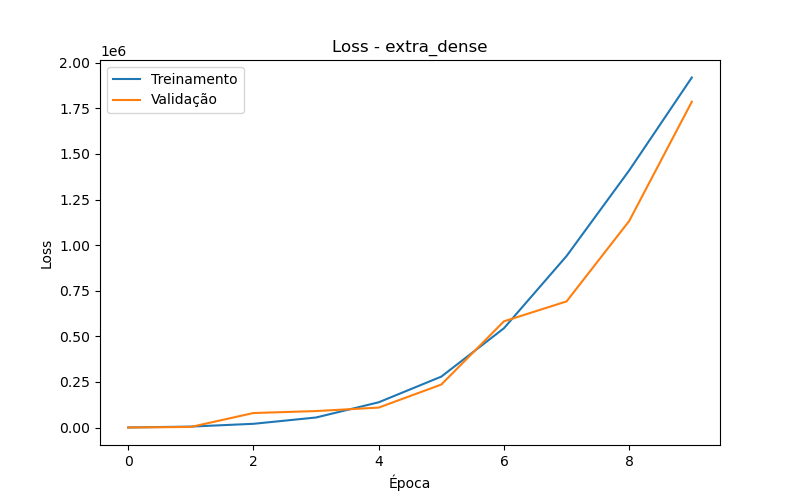 Loss - extra_dense
1e6
Treinamento
Validação
2.00
1.75
1.50
1.25
1.00
0.75
0.50
0.25
0.00
Loss
0 2 4 6 8
Época